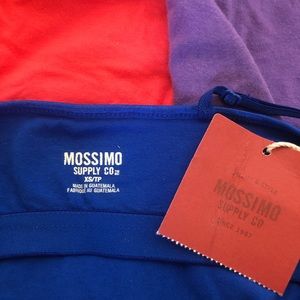 MOSSIMO
SUPPLY CO
XS/TP
MADE IN GUATEMALA
FABRIQUÉ AU GUATEMALA
MOSSIMO
SUPPLY CO
SINCE 1987